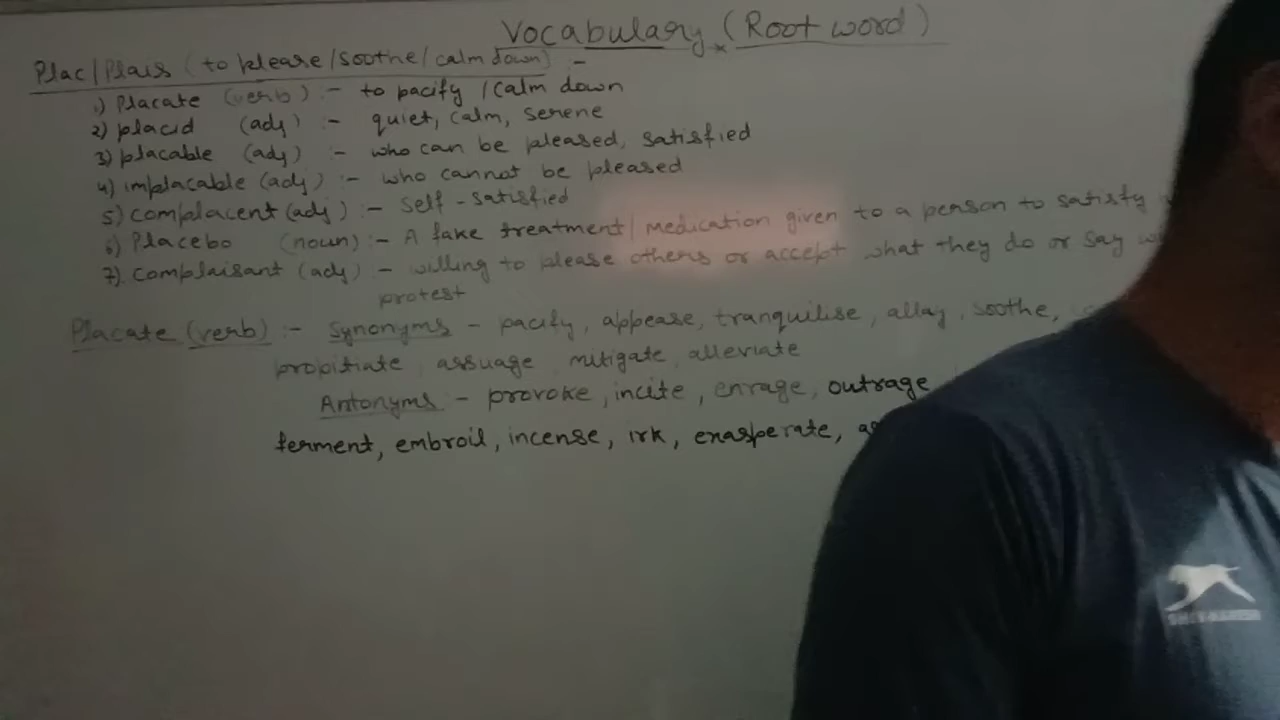 Vocabulary (Root word)
Plac/Plais (to please/soothe/calm down) :-
1) Placate (verb) :- to pacify / calm down
2) placid (adj) :- quiet, calm, serene
3) placable (adj) :- who can be pleased, satisfied
4) implacable (adj) :- who cannot be pleased
5) complacent (adj) :- Self-satisfied
6) Placebo (noun) :- A fake treatment/medication given to a person to satisfy
7) complaisant (adj) :- willing to please others or accept what they do or say
protest
Placate (verb) :- Synonyms - pacify, appease, tranquilise, allay, soothe,
propitiate, assuage, mitigate, alleviate
Antonyms - provoke, incite, enrage, outrage
ferment, embroil, incense, irk, exasperate,